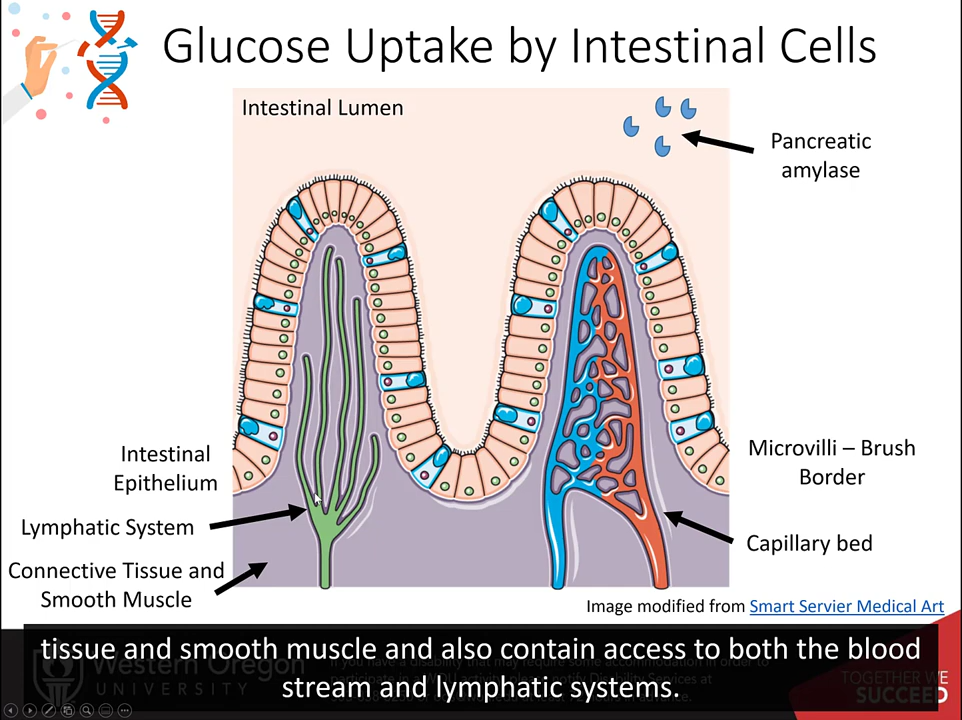 Glucose Uptake by Intestinal Cells
Intestinal Lumen
Pancreatic
amylase
Intestinal
Epithelium
Microvilli – Brush
Border
Lymphatic System
Capillary bed
Connective Tissue and
Smooth Muscle
Image modified from Smart Servier Medical Art
tissue and smooth muscle and also contain access to both the blood
stream and lymphatic systems.
Western Oregon
UNIVERSITY
TOGETHER WE
SUCCEED